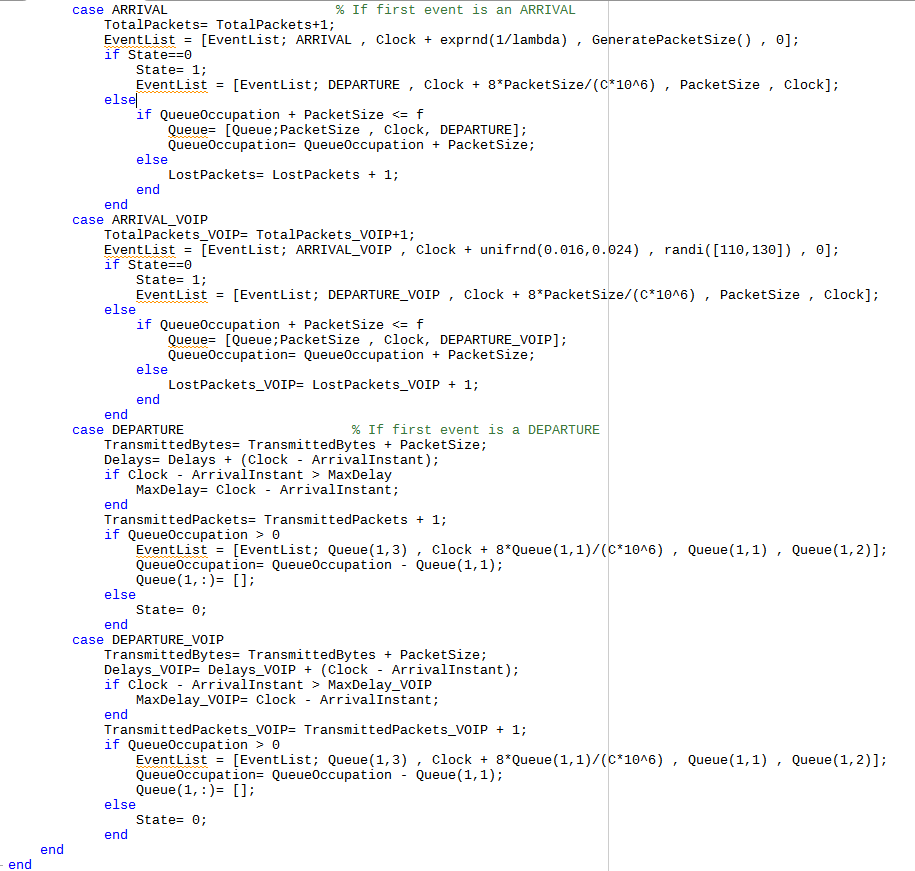 case ARRIVAL                     % If first event is an ARRIVAL
    TotalPackets= TotalPackets+1;
    EventList = [EventList; ARRIVAL , Clock + exprnd(1/lambda) , GeneratePacketSize() , 0];
    if State==0
        State= 1;
        EventList = [EventList; DEPARTURE , Clock + 8*PacketSize/(C*10^6) , PacketSize , Clock];
    else
        if QueueOccupation + PacketSize <= f
            Queue= [Queue;PacketSize , Clock, DEPARTURE];
            QueueOccupation= QueueOccupation + PacketSize;
        else
            LostPackets= LostPackets + 1;
        end
    end
case ARRIVAL_VOIP
    TotalPackets_VOIP= TotalPackets_VOIP+1;
    EventList = [EventList; ARRIVAL_VOIP , Clock + unifrnd(0.016,0.024) , randi([110,130]) , 0];
    if State==0
        State= 1;
        EventList = [EventList; DEPARTURE_VOIP , Clock + 8*PacketSize/(C*10^6) , PacketSize , Clock];
    else
        if QueueOccupation + PacketSize <= f
            Queue= [Queue;PacketSize , Clock, DEPARTURE_VOIP];
            QueueOccupation= QueueOccupation + PacketSize;
        else
            LostPackets_VOIP= LostPackets_VOIP + 1;
        end
    end
case DEPARTURE                     % If first event is a DEPARTURE
    TransmittedBytes= TransmittedBytes + PacketSize;
    Delays= Delays + (Clock - ArrivalInstant);
    if Clock - ArrivalInstant > MaxDelay
        MaxDelay= Clock - ArrivalInstant;
    end
    TransmittedPackets= TransmittedPackets + 1;
    if QueueOccupation > 0
        EventList = [EventList; Queue(1,3) , Clock + 8*Queue(1,1)/(C*10^6) , Queue(1,1) , Queue(1,2)];
        QueueOccupation= QueueOccupation - Queue(1,1);
        Queue(1,:)= [];
    else
        State= 0;
    end
case DEPARTURE_VOIP
    TransmittedBytes= TransmittedBytes + PacketSize;
    Delays_VOIP= Delays_VOIP + (Clock - ArrivalInstant);
    if Clock - ArrivalInstant > MaxDelay_VOIP
        MaxDelay_VOIP= Clock - ArrivalInstant;
    end
    TransmittedPackets_VOIP= TransmittedPackets_VOIP + 1;
    if QueueOccupation > 0
        EventList = [EventList; Queue(1,3) , Clock + 8*Queue(1,1)/(C*10^6) , Queue(1,1) , Queue(1,2)];
        QueueOccupation= QueueOccupation - Queue(1,1);
        Queue(1,:)= [];
    else
        State= 0;
    end
end
end